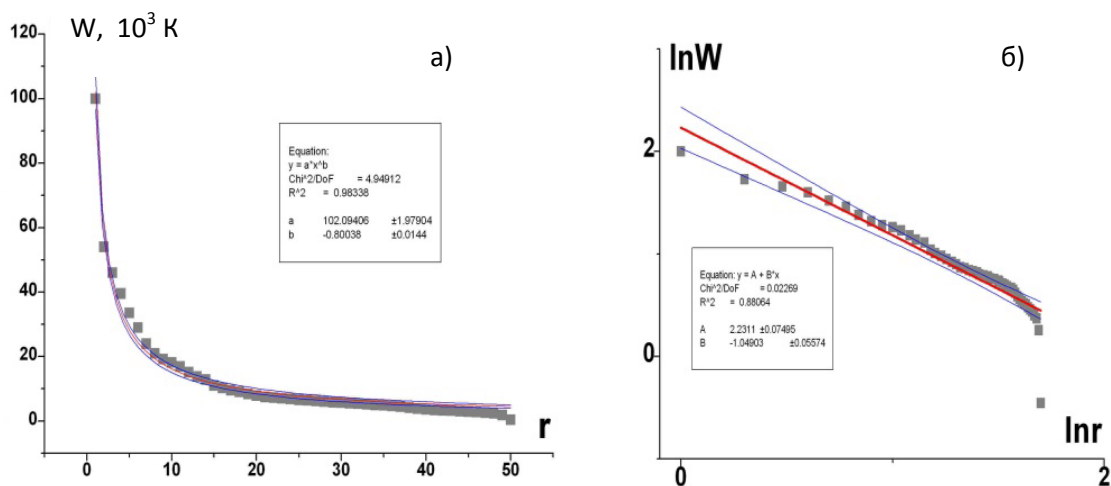 W, 10³ К
а)
120
100
80
60
40
20
0
Equation:
y = a*x^b
Chi^2/DoF = 4.94912
R^2 = 0.98338
a 102.09406 ±1.97904
b -0.80038 ±0.0144
r
0 10 20 30 40 50
lnW
б)
2
0
Equation: y = A + B*x
Chi^2/DoF = 0.02269
R^2 = 0.88064
A 2.2311 ±0.07495
B -1.04903 ±0.05574
lnr
0 2